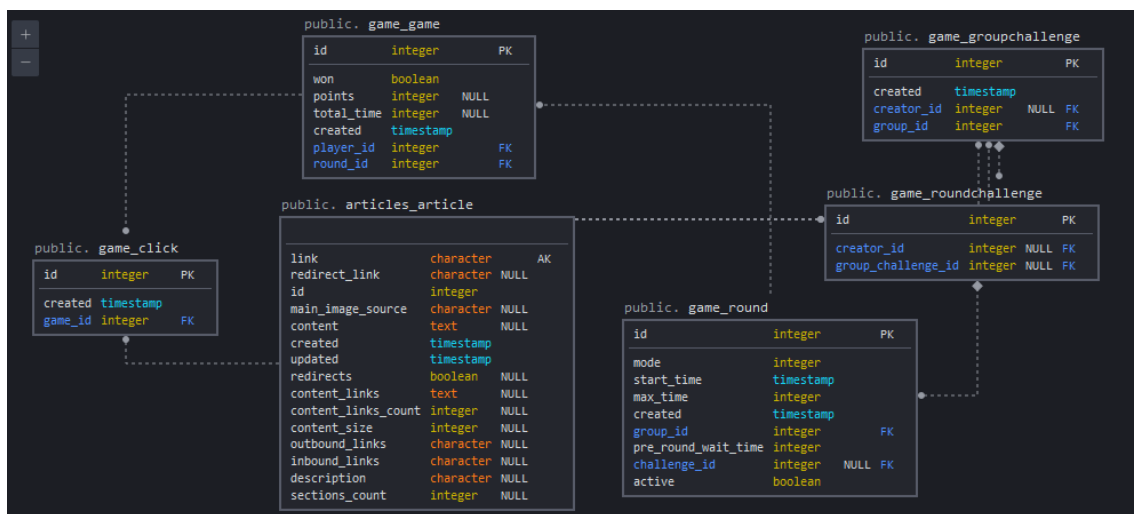 +
−
public. game_game
id integer PK
won boolean
points integer NULL
total_time integer NULL
created timestamp
player_id integer FK
round_id integer FK
public. game_groupchallenge
id integer PK
created timestamp
creator_id integer NULL FK
group_id integer FK
public. game_roundchallenge
id integer PK
creator_id integer NULL FK
group_challenge_id integer NULL FK
public. articles_article
link character AK
redirect_link character NULL
id integer
main_image_source character NULL
content text NULL
created timestamp
updated timestamp
redirects boolean NULL
content_links text NULL
content_links_count integer NULL
content_size integer NULL
outbound_links character NULL
inbound_links character NULL
description character NULL
sections_count integer NULL
public. game_click
id integer PK
created timestamp
game_id integer FK
public. game_round
id integer PK
mode integer
start_time timestamp
max_time integer
created timestamp
group_id integer FK
pre_round_wait_time integer
challenge_id integer NULL FK
active boolean